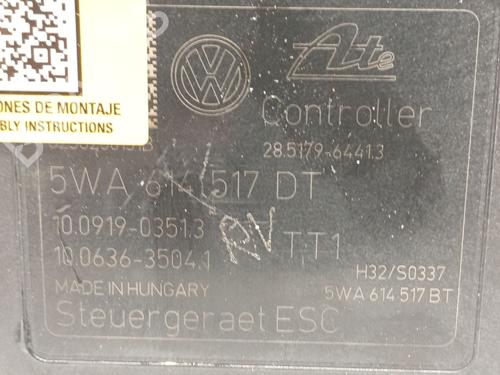 Ate
ONES DE MONTAJE
BLY INSTRUCTIONS
Controller
28.5179-6441.3
5WA 614 517 DT
10.0919-0351.3
RV
T,T1
10.0636-3504.1
H32/S0337
MADE IN HUNGARY
5WA 614 517 BT
Steuergeraet ESC